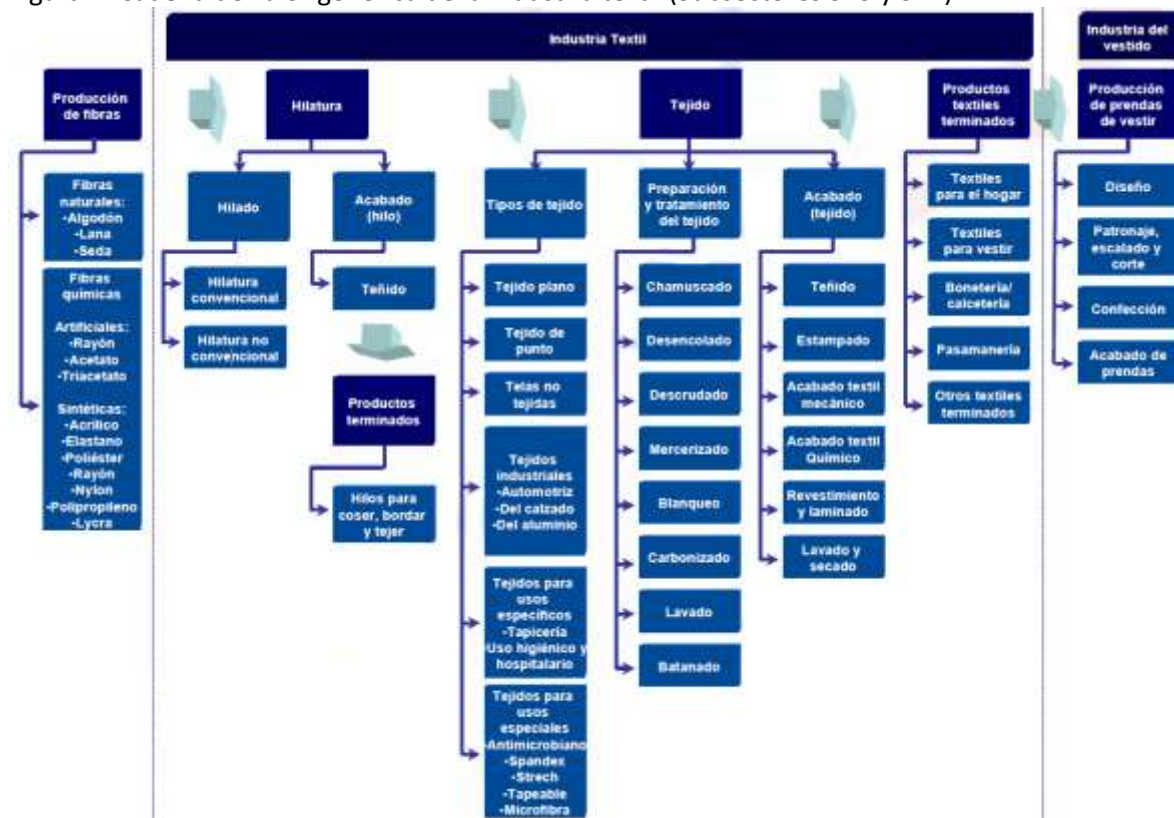 Industria Textil
Industria del
vestido
Producción
de fibras
Hilatura
Tejido
Productos
textiles
terminados
Producción
de prendas
de vestir
Fibras
naturales:
-Algodón
-Lana
-Seda
Fibras
químicas
Artificiales:
-Rayón
-Acetato
-Triacetato
Sintéticas:
-Acrílico
-Elastano
-Poliéster
-Rayón
-Nylon
-Polipropileno
-Lycra
Hilado
Hilatura
convencional
Hilatura no
convencional
Acabado
(hilo)
Teñido
Productos
terminados
Hilos para
coser, bordar
y tejer
Tipos de tejido
Tejido plano
Tejido de
punto
Telas no
tejidas
Tejidos
industriales
-Automotriz
-Del calzado
-Del aluminio
Tejidos para
usos
específicos
-Tapicería
-Uso higiénico y
hospitalario
Tejidos para
usos
especiales
-Antimicrobiano
-Spandex
-Strech
-Tapeable
-Microfibra
Preparación
y tratamiento
del tejido
Chamuscado
Desencolado
Descrudado
Mercerizado
Blanqueo
Carbonizado
Lavado
Batanado
Acabado
(tejido)
Teñido
Estampado
Acabado textil
mecánico
Acabado textil
Químico
Revestimiento
y laminado
Lavado y
secado
Textiles
para el hogar
Textiles
para vestir
Bonetería/
calcetería
Pasamanería
Otros textiles
terminados
Diseño
Patronaje,
escalado y
corte
Confección
Acabado de
prendas